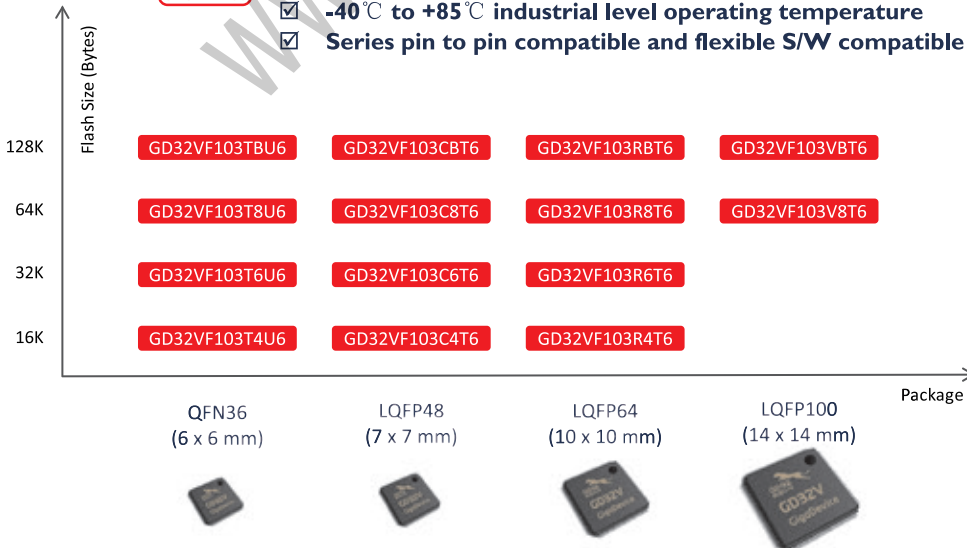 ☑ -40℃ to +85℃ industrial level operating temperature
☑ Series pin to pin compatible and flexible S/W compatible
Flash Size (Bytes)
128K GD32VF103TBU6 GD32VF103CBT6 GD32VF103RBT6 GD32VF103VBT6
64K GD32VF103T8U6 GD32VF103C8T6 GD32VF103R8T6 GD32VF103V8T6
32K GD32VF103T6U6 GD32VF103C6T6 GD32VF103R6T6
16K GD32VF103T4U6 GD32VF103C4T6 GD32VF103R4T6
Package
QFN36 LQFP48 LQFP64 LQFP100
(6 x 6 mm) (7 x 7 mm) (10 x 10 mm) (14 x 14 mm)
GD32V GD32V
GigaDevice GigaDevice